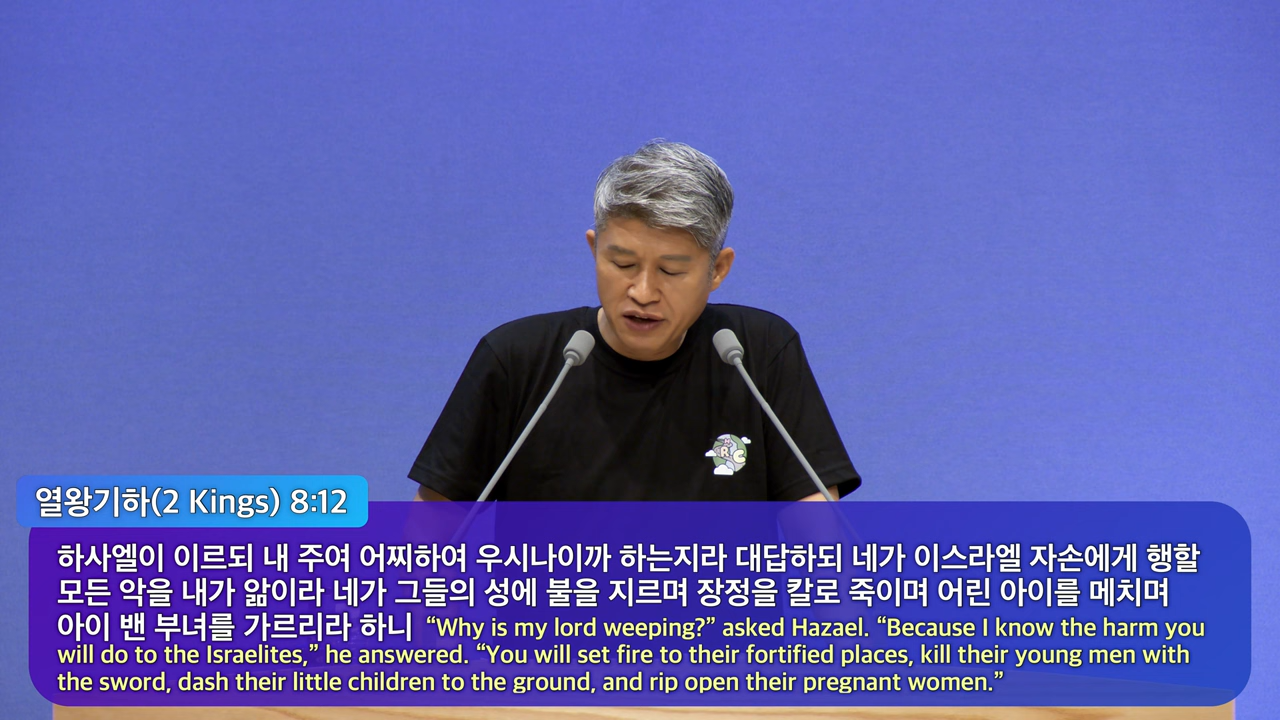 열왕기하(2 Kings) 8:12
하사엘이 이르되 내 주여 어찌하여 우시나이까 하는지라 대답하되 네가 이스라엘 자손에게 행할
모든 악을 내가 앎이라 네가 그들의 성에 불을 지르며 장정을 칼로 죽이며 어린 아이를 메치며
아이 밴 부녀를 가르리라 하니 “Why is my lord weeping?” asked Hazael. “Because I know the harm you
will do to the Israelites,” he answered. “You will set fire to their fortified places, kill their young men with
the sword, dash their little children to the ground, and rip open their pregnant women.”